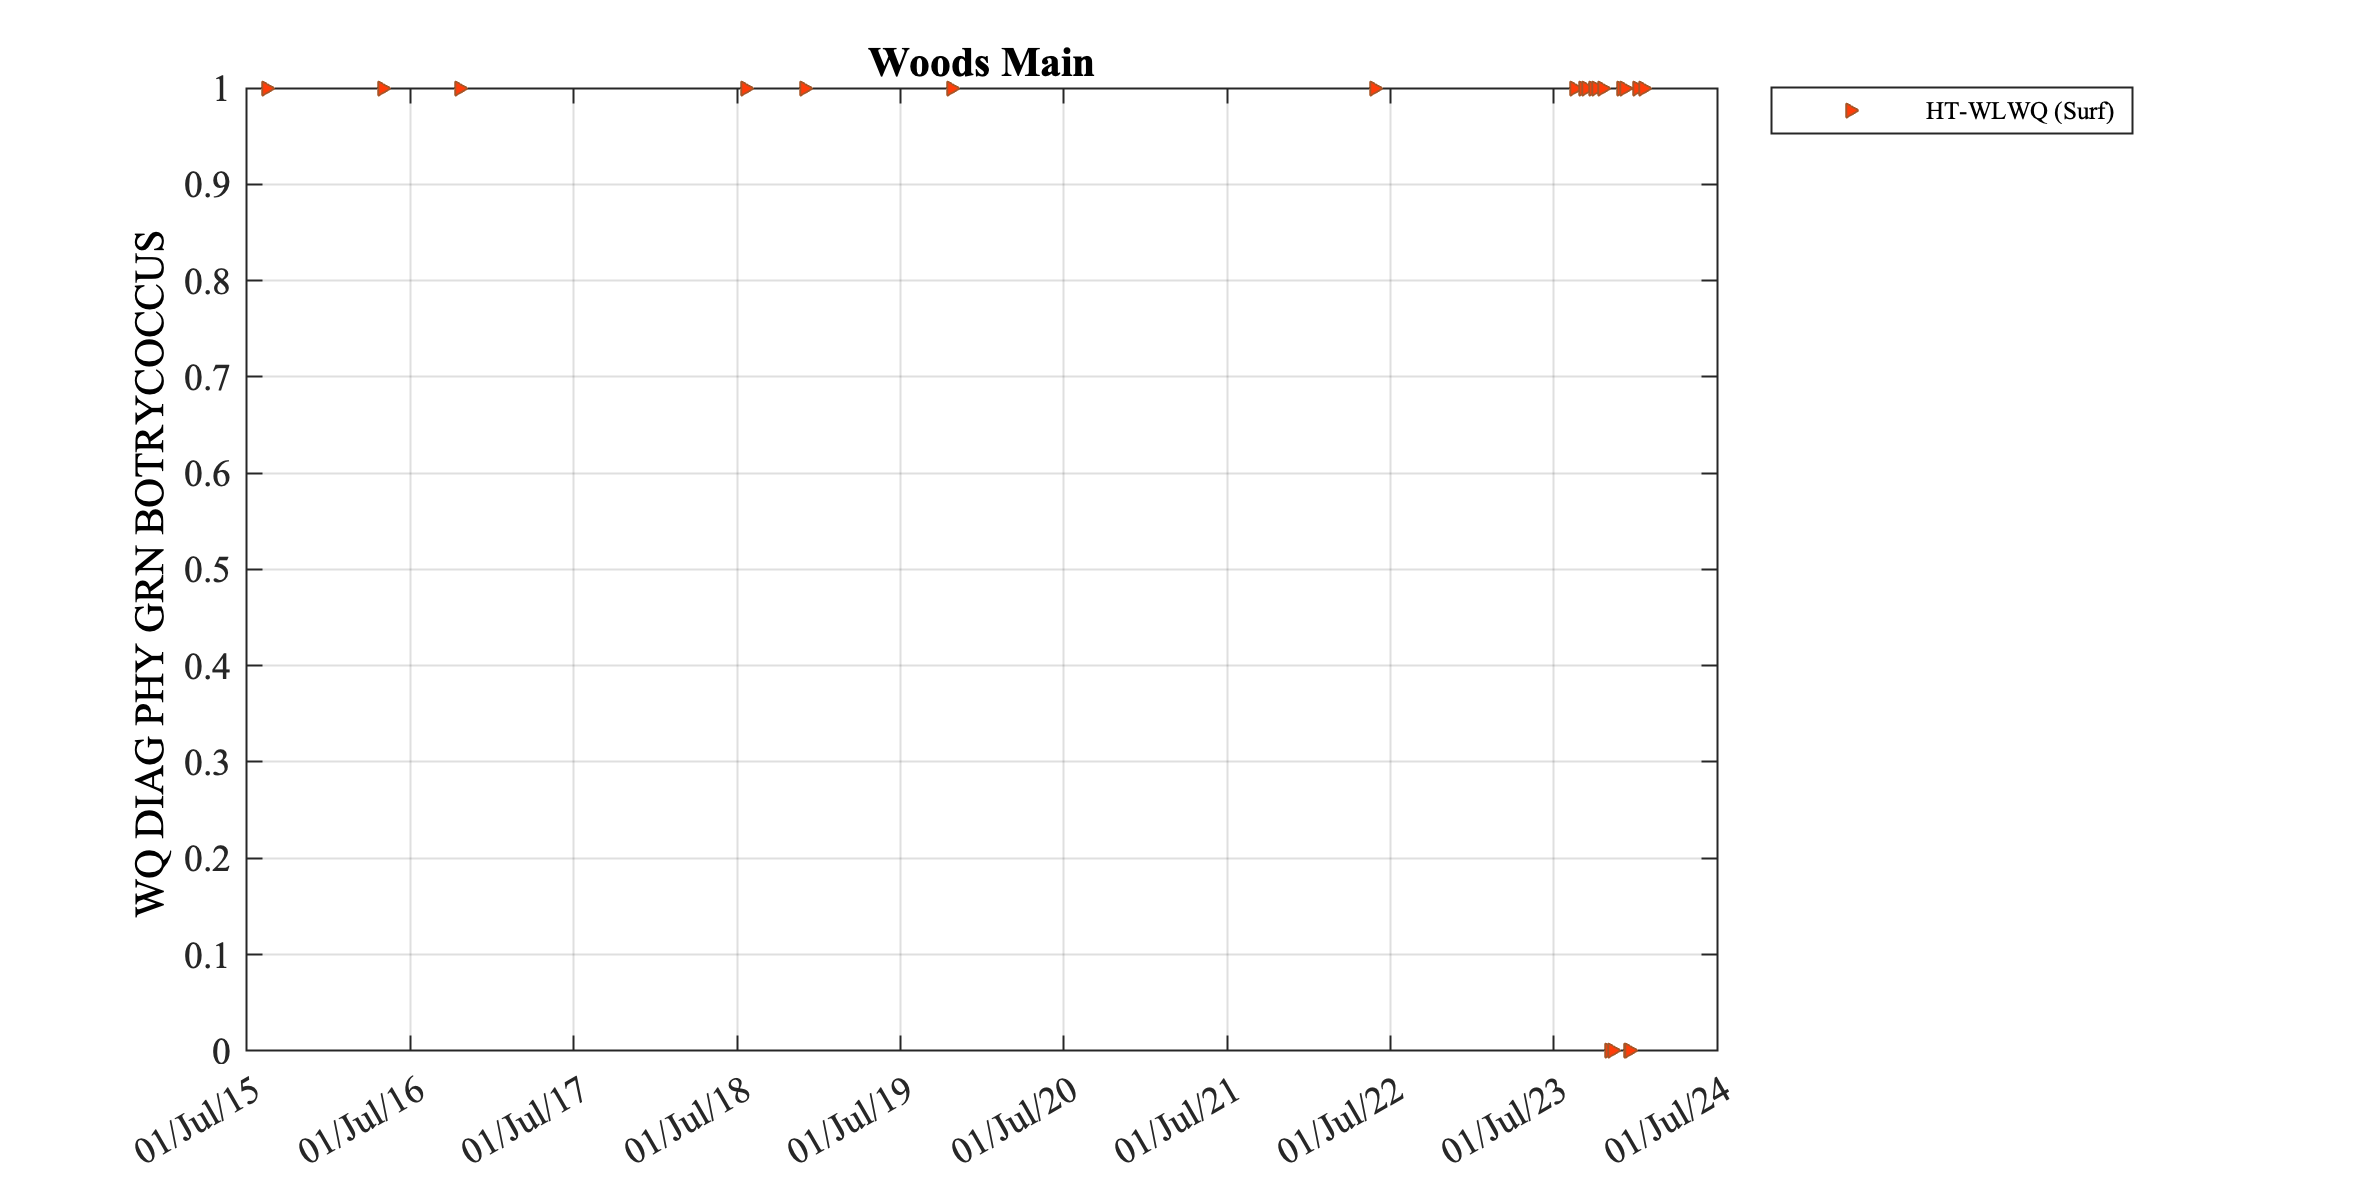 Woods Main
HT-WLWQ (Surf)
WQ DIAG PHY GRN BOTRYCOCCUS
1
0.9
0.8
0.7
0.6
0.5
0.4
0.3
0.2
0.1
0
01/Jul/15
01/Jul/16
01/Jul/17
01/Jul/18
01/Jul/19
01/Jul/20
01/Jul/21
01/Jul/22
01/Jul/23
01/Jul/24